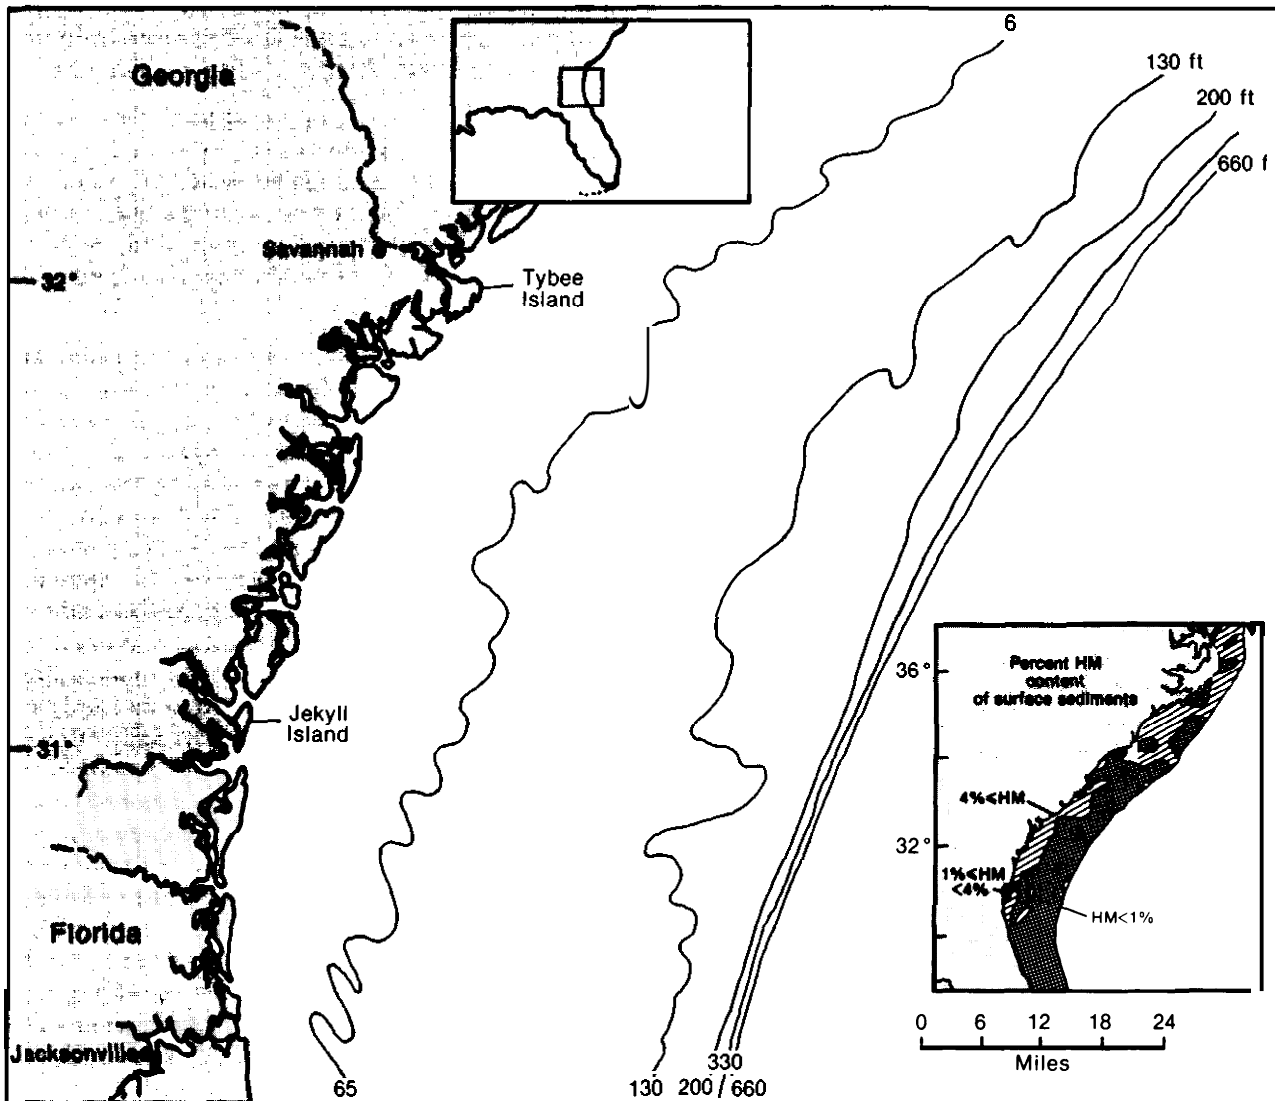 Georgia
6
130 ft
200 ft
660 f
Savannah
32°
Tybee
Island
Jekyll
Island
31°
Florida
Jacksonville
65
130
200
330
660
Percent HM
content
of surface sediments
36°
4%≤HM
32°
1%≤HM
<4%
HM<1%
0 6 12 18 24
Miles